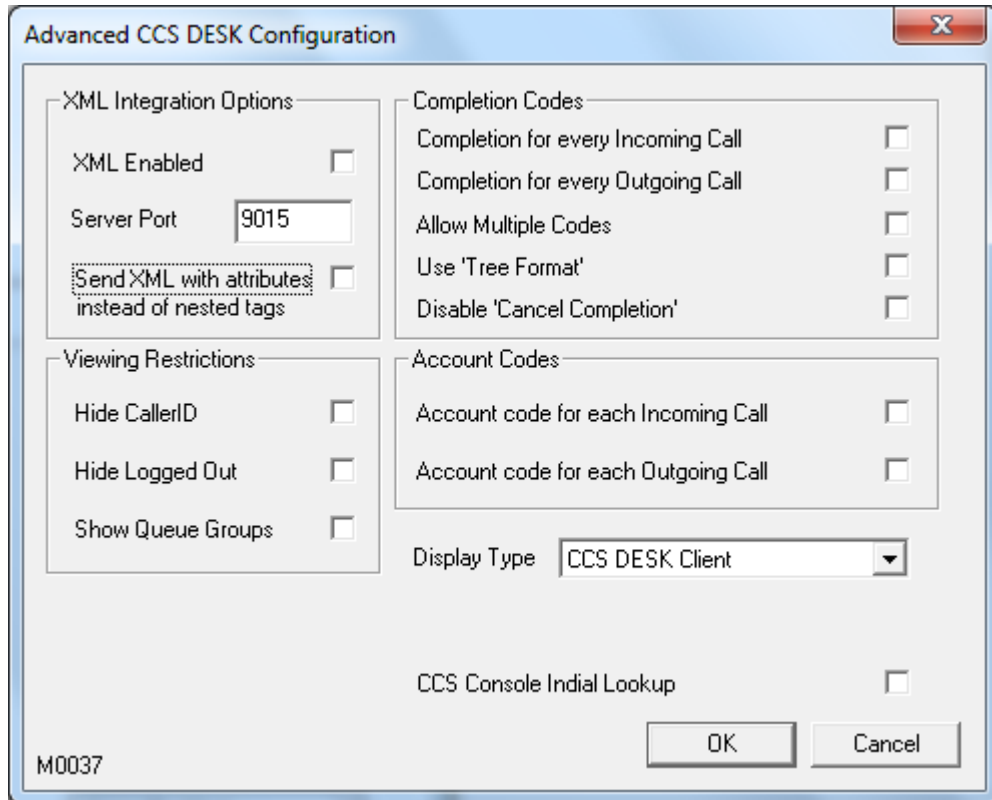 Advanced CCS DESK Configuration
XML Integration Options
XML Enabled
Server Port 9015
Send XML with attributes
instead of nested tags
Viewing Restrictions
Hide CallerID
Hide Logged Out
Show Queue Groups
Completion Codes
Completion for every Incoming Call
Completion for every Outgoing Call
Allow Multiple Codes
Use 'Tree Format'
Disable 'Cancel Completion'
Account Codes
Account code for each Incoming Call
Account code for each Outgoing Call
Display Type CCS DESK Client
CCS Console Indial Lookup
OK Cancel
M0037